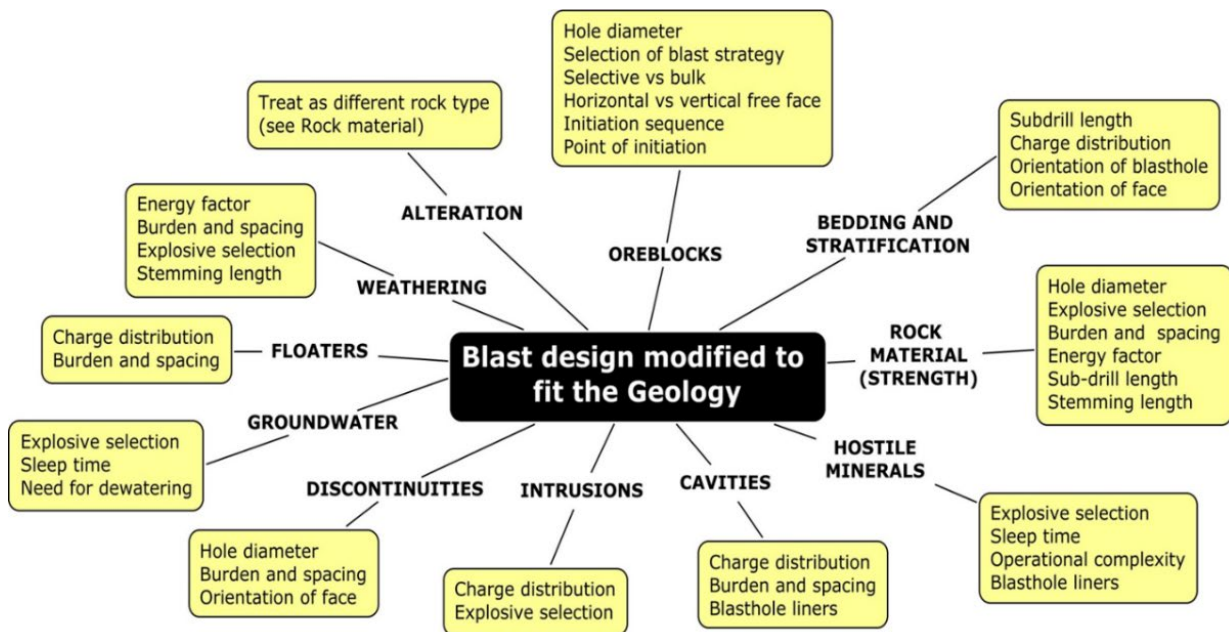 Hole diameter
Selection of blast strategy
Selective vs bulk
Horizontal vs vertical free face
Initiation sequence
Point of initiation
Treat as different rock type
(see Rock material)
Subdrill length
Charge distribution
Orientation of blasthole
Orientation of face
ALTERATION
OREBLOCKS
BEDDING AND
STRATIFICATION
Energy factor
Burden and spacing
Explosive selection
Stemming length
WEATHERING
Charge distribution
Burden and spacing
FLOATERS
Blast design modified to
fit the Geology
ROCK
MATERIAL
(STRENGTH)
Hole diameter
Explosive selection
Burden and  spacing
Energy factor
Sub-drill length
Stemming length
GROUNDWATER
Explosive selection
Sleep time
Need for dewatering
DISCONTINUITIES
INTRUSIONS
CAVITIES
HOSTILE
MINERALS
Hole diameter
Burden and spacing
Orientation of face
Charge distribution
Explosive selection
Charge distribution
Burden and spacing
Blasthole liners
Explosive selection
Sleep time
Operational complexity
Blasthole liners